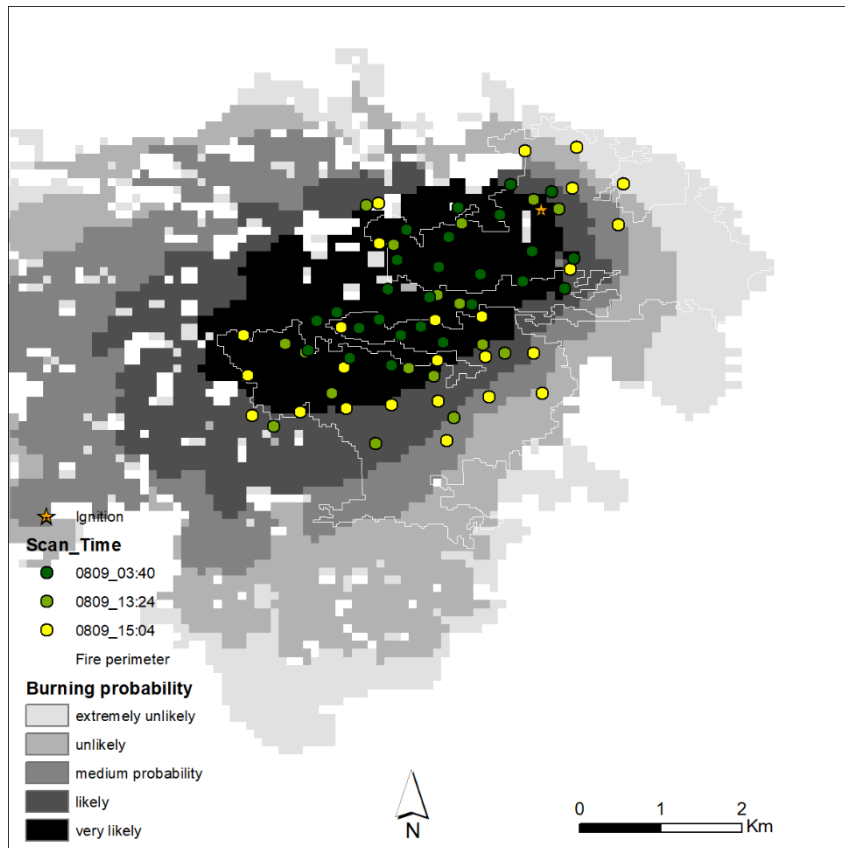 Ignition
Scan_Time
0809_03:40
0809_13:24
0809_15:04
Fire perimeter
Burning probability
extremely unlikely
unlikely
medium probability
likely
very likely
N
0 1 2
Km